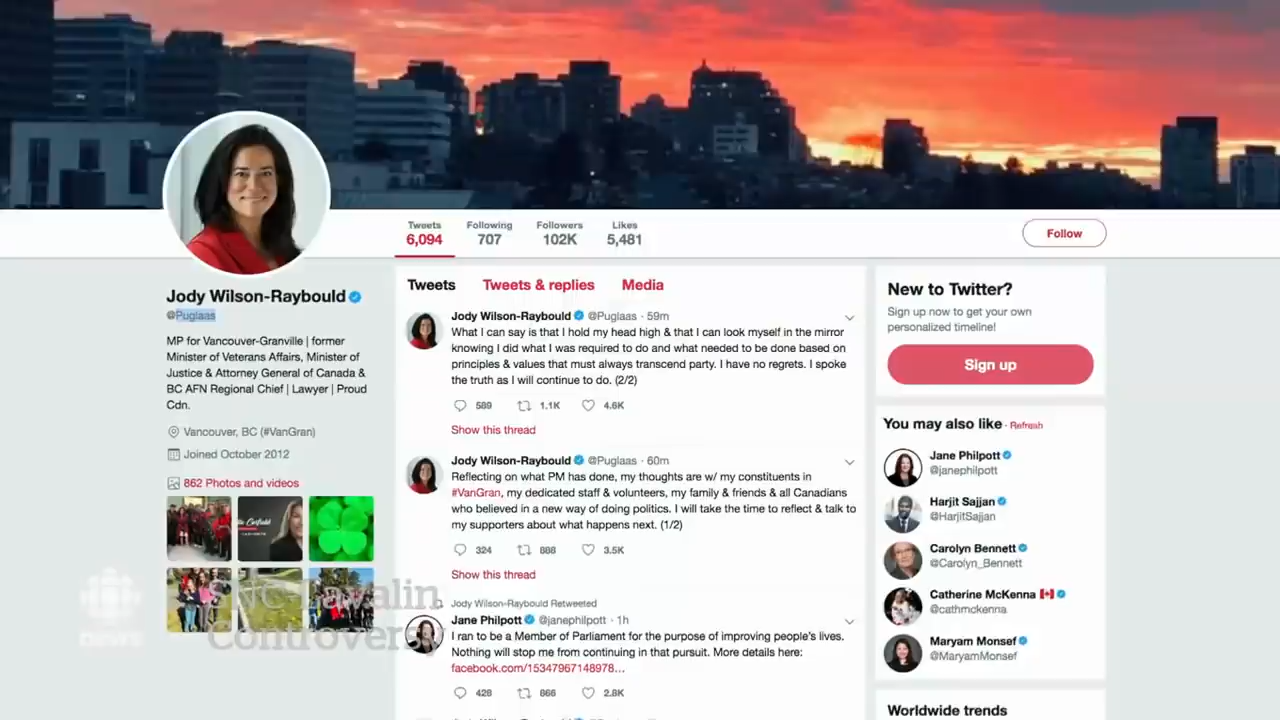 Tweets
6,094
Following
707
Followers
102K
Likes
5,481
Follow
Jody Wilson-Raybould
@Puglaas
MP for Vancouver-Granville | former
Minister of Veterans Affairs, Minister of
Justice & Attorney General of Canada &
BC AFN Regional Chief | Lawyer | Proud
Cdn.
Vancouver, BC (#VanGran)
Joined October 2012
862 Photos and videos
Tweets
Tweets & replies
Media
Jody Wilson-Raybould @Puglaas · 59m
What I can say is that I hold my head high & that I can look myself in the mirror
knowing I did what I was required to do and what needed to be done based on
principles & values that must always transcend party. I have no regrets. I spoke
the truth as I will continue to do. (2/2)
589 1.1K 4.6K
Show this thread
Jody Wilson-Raybould @Puglaas · 60m
Reflecting on what PM has done, my thoughts are w/ my constituents in
#VanGran, my dedicated staff & volunteers, my family & friends & all Canadians
who believed in a new way of doing politics. I will take the time to reflect & talk to
my supporters about what happens next. (1/2)
324 888 3.5K
Show this thread
Jody Wilson-Raybould Retweeted
Jane Philpott @janephilpott · 1h
I ran to be a Member of Parliament for the purpose of improving people's lives.
Nothing will stop me from continuing in that pursuit. More details here:
facebook.com/15347967148978...
428 866 2.8K
New to Twitter?
Sign up now to get your own
personalized timeline!
Sign up
You may also like · Refresh
Jane Philpott
@janephilpott
Harjit Sajjan
@HarjitSajjan
Carolyn Bennett
@Carolyn_Bennett
Catherine McKenna
@cathmckenna
Maryam Monsef
@MaryamMonsef
Worldwide trends
news
SNC-Lavalin
Controversy